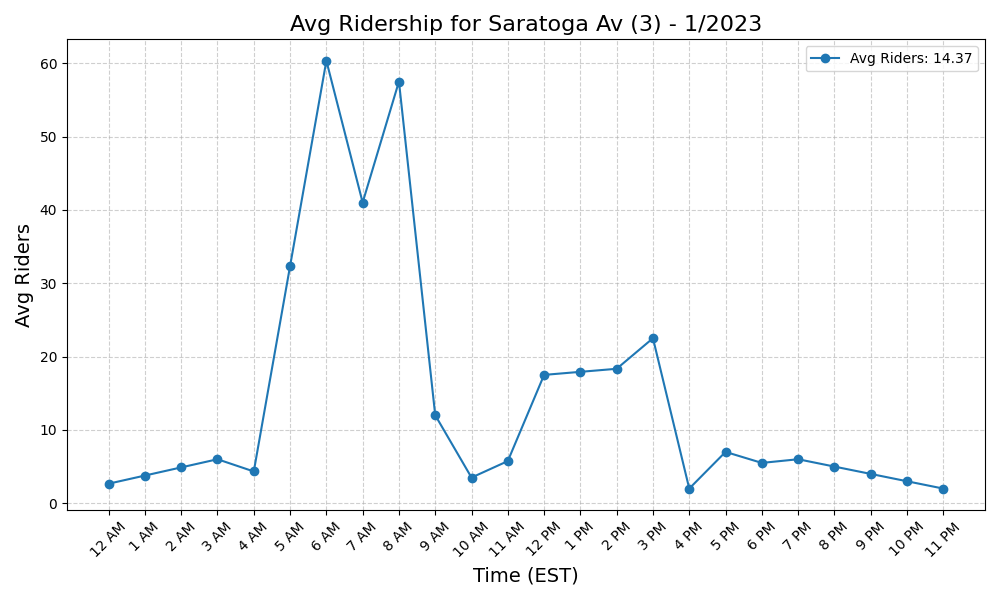 Avg Ridership for Saratoga Av (3) - 1/2023
Avg Riders: 14.37
Avg Riders
60
50
40
30
20
10
0
12 AM
1 AM
2 AM
3 AM
4 AM
5 AM
6 AM
7 AM
8 AM
9 AM
10 AM
11 AM
12 PM
1 PM
2 PM
3 PM
4 PM
5 PM
6 PM
7 PM
8 PM
9 PM
10 PM
11 PM
Time (EST)